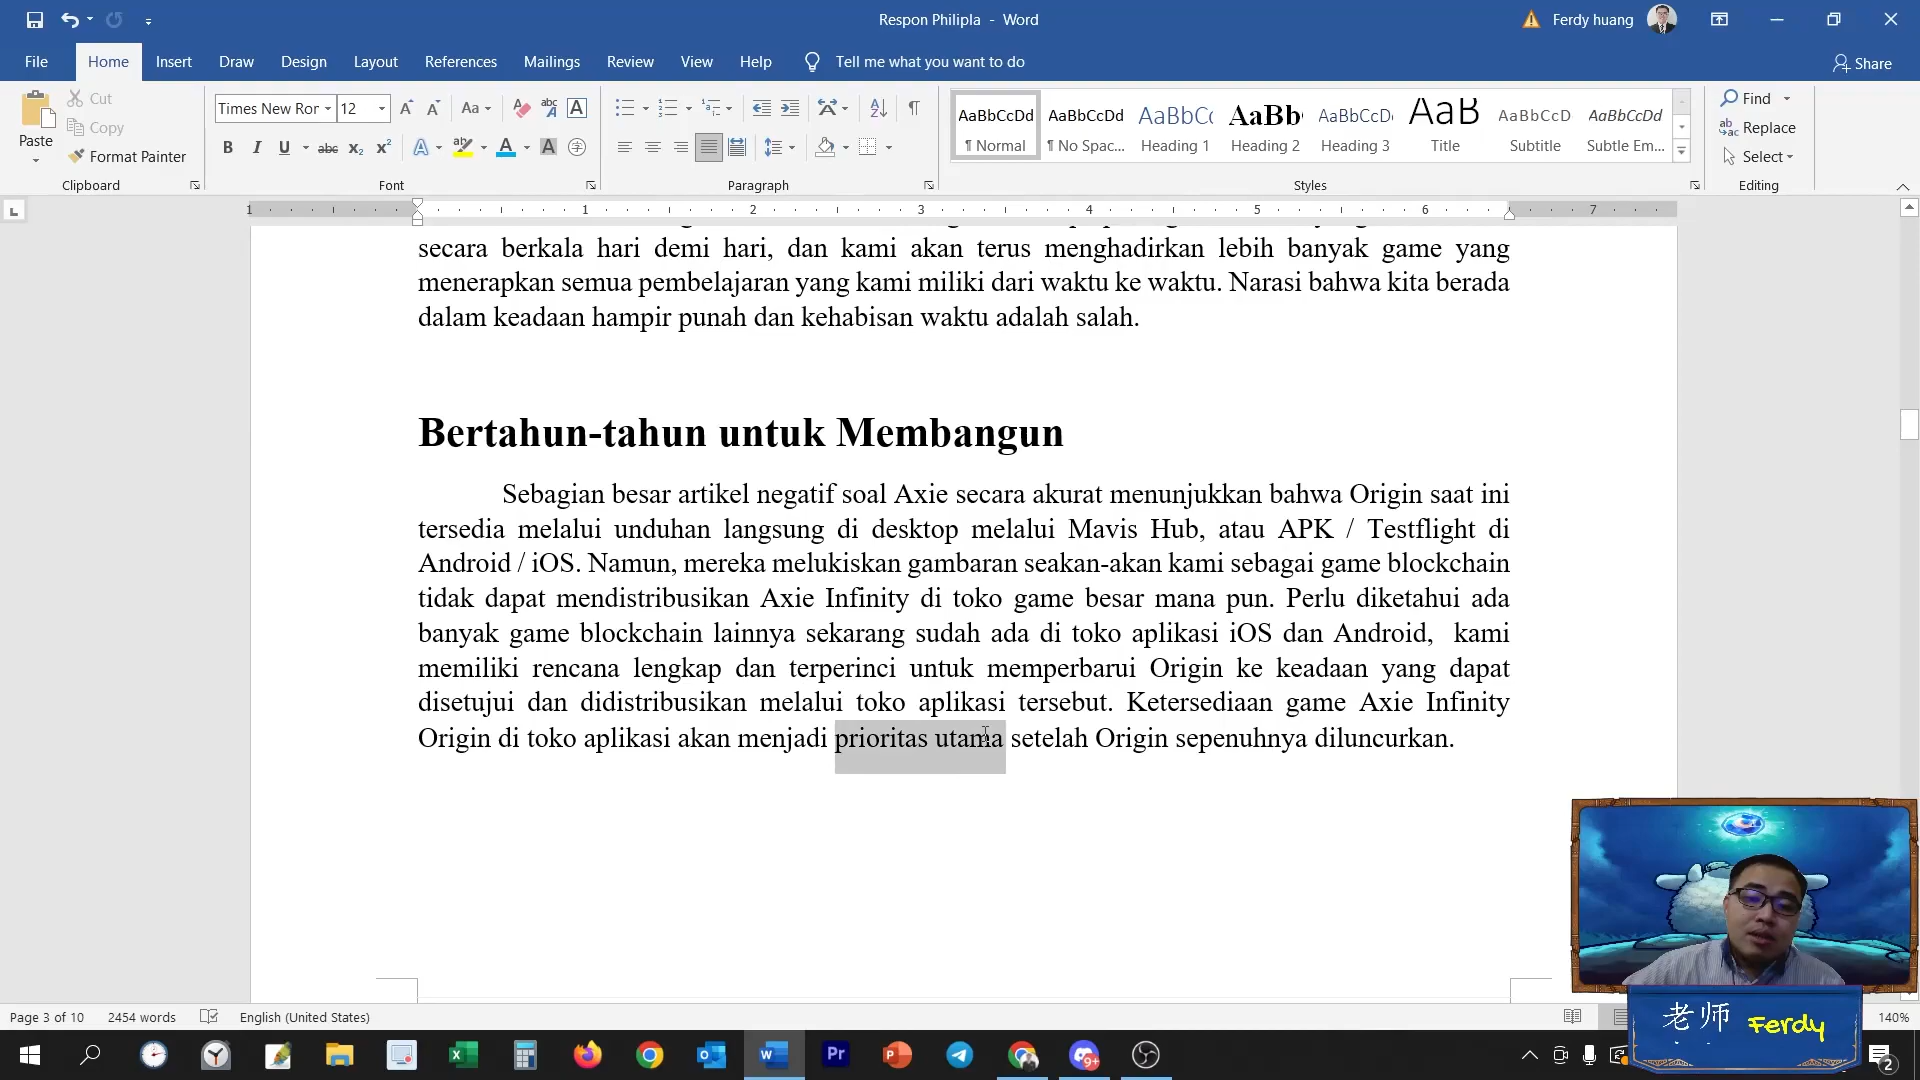 Respon Philipla - Word
Ferdy huang
File Home Insert Draw Design Layout References Mailings Review View Help Tell me what you want to do
Share
Paste
Cut
Copy
Format Painter
Clipboard
Times New Ror 12
Font
Paragraph
AaBbCcDd AaBbCcDd AaBbC AaBb AaBbCcD AaB AaBbCcD AaBbCcDd
¶ Normal ¶ No Spac... Heading 1 Heading 2 Heading 3 Title Subtitle Subtle Em...
Styles
Find
Replace
Select
Editing
1 1 2 3 4 5 6 7
secara berkala hari demi hari, dan kami akan terus menghadirkan lebih banyak game yang
menerapkan semua pembelajaran yang kami miliki dari waktu ke waktu. Narasi bahwa kita berada
dalam keadaan hampir punah dan kehabisan waktu adalah salah.
Bertahun-tahun untuk Membangun
Sebagian besar artikel negatif soal Axie secara akurat menunjukkan bahwa Origin saat ini
tersedia melalui unduhan langsung di desktop melalui Mavis Hub, atau APK / Testflight di
Android / iOS. Namun, mereka melukiskan gambaran seakan-akan kami sebagai game blockchain
tidak dapat mendistribusikan Axie Infinity di toko game besar mana pun. Perlu diketahui ada
banyak game blockchain lainnya sekarang sudah ada di toko aplikasi iOS dan Android, kami
memiliki rencana lengkap dan terperinci untuk memperbarui Origin ke keadaan yang dapat
disetujui dan didistribusikan melalui toko aplikasi tersebut. Ketersediaan game Axie Infinity
Origin di toko aplikasi akan menjadi prioritas utama setelah Origin sepenuhnya diluncurkan.
老师 Ferdy
Page 3 of 10 2454 words English (United States) 140%
9+
2